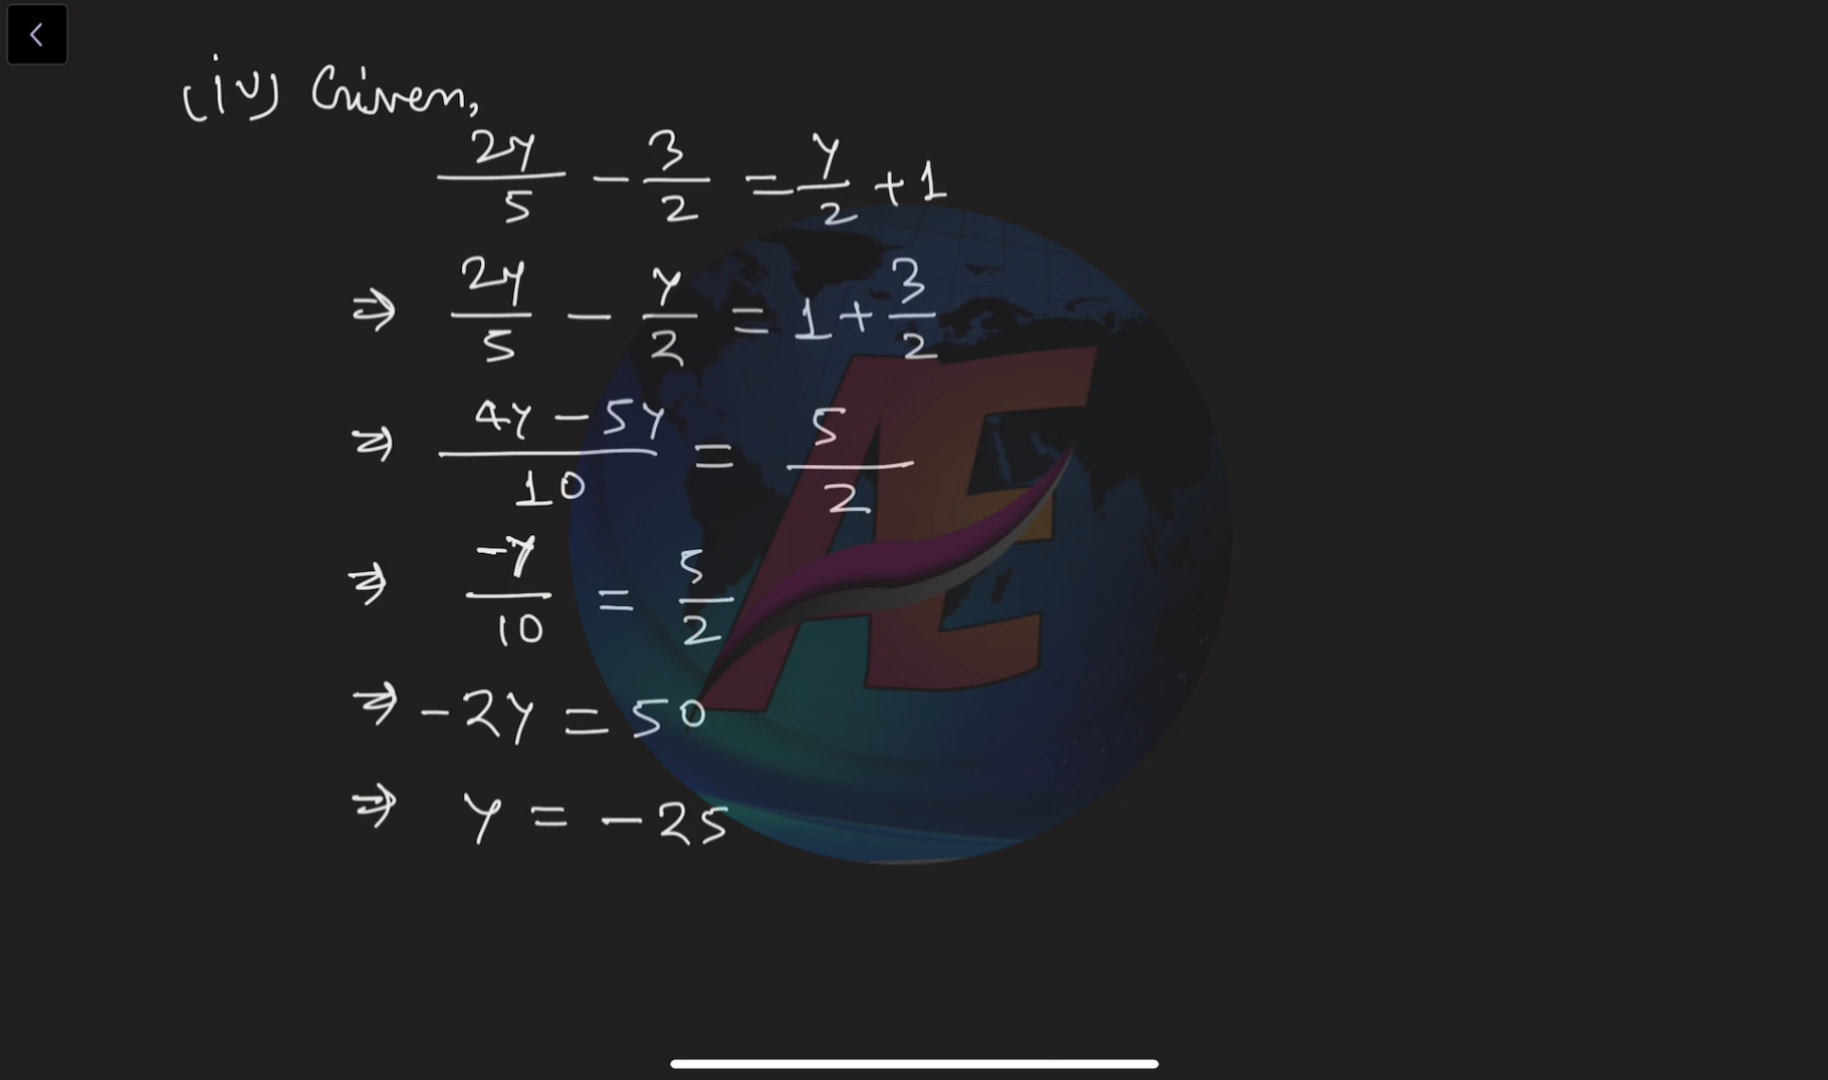 (iv) Given,
2y/5 - 3/2 = y/2 + 1
⇒ 2y/5 - y/2 = 1 + 3/2
⇒ (4y - 5y)/10 = 5/2
⇒ -y/10 = 5/2
⇒ -2y = 50
⇒ y = -25
Æ